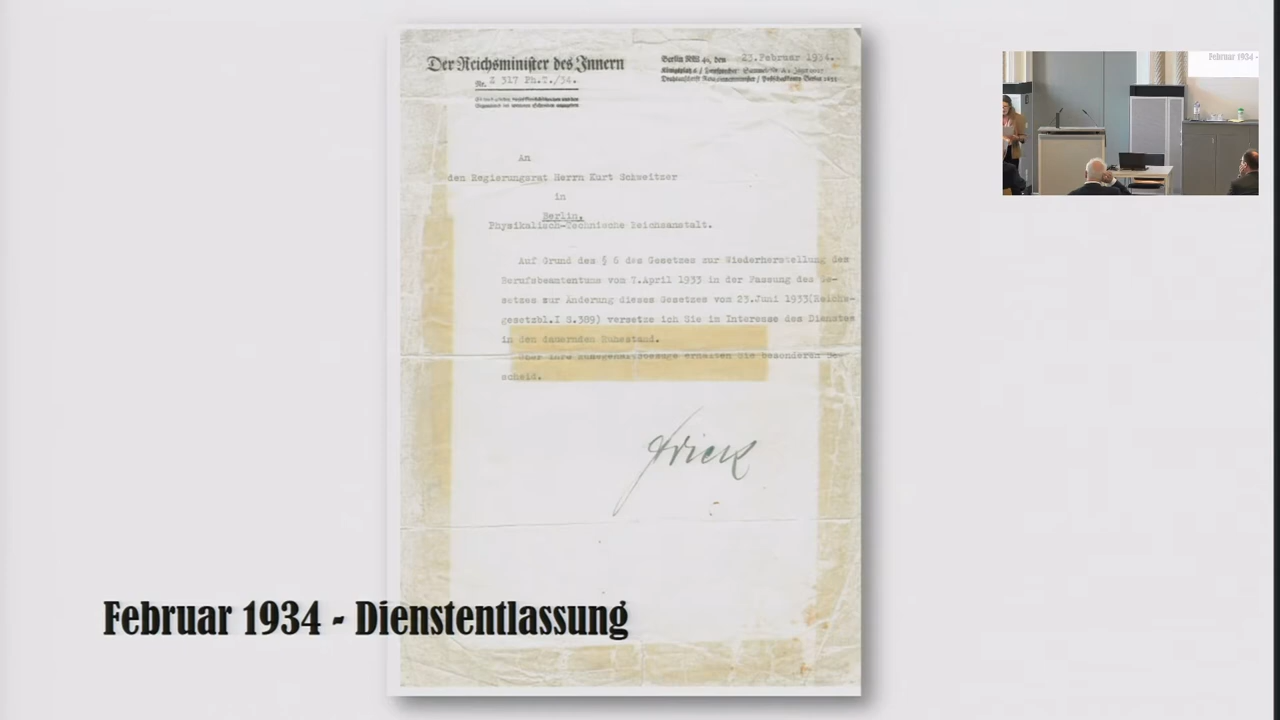 Der Reichsminister des Innern
Nr. Z 317 Ph.T./34.
Berlin NW 40, den 23.Februar 1934.
An
den Regierungsrat Herrn Kurt Schweitzer
in
Berlin.
Physikalisch-Technische Reichsanstalt.
Auf Grund des § 6 des Gesetzes zur Wiederherstellung des
Berufsbeamtentums vom 7.April 1933 in der Fassung des Ge-
setzes zur Änderung dieses Gesetzes vom 23.Juni 1933(Reichs-
gesetzbl.I S.389) versetze ich Sie im Interesse des Dienstes
in den dauernden Ruhestand.
Über Ihre erhalten Sie besonderen Be-
scheid.
Frick
Februar 1934 - Dienstentlassung
Februar 1934 -